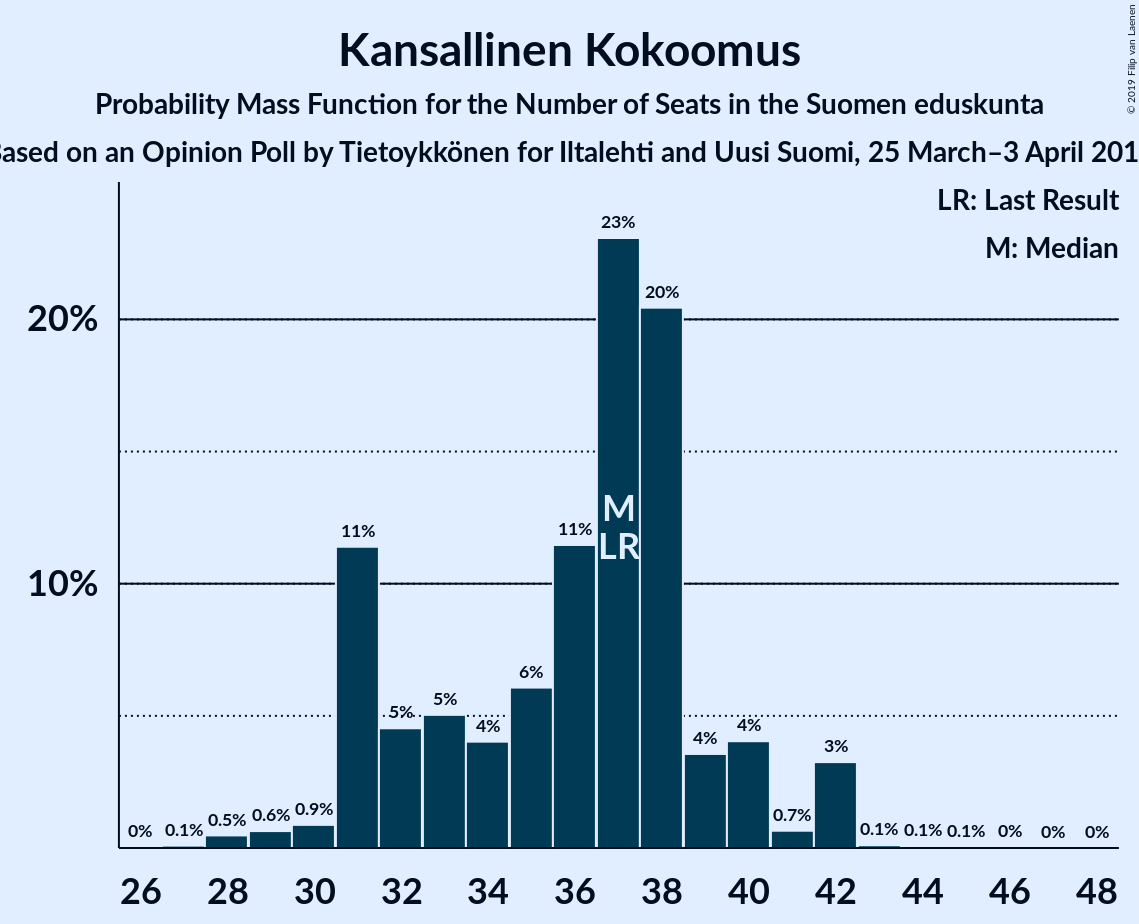 Kansallinen Kokoomus
Probability Mass Function for the Number of Seats in the Suomen eduskunta
Based on an Opinion Poll by Tietoykkönen for Iltalehti and Uusi Suomi, 25 March–3 April 201
© 2019 Filip van Laenen
LR: Last Result
M: Median
20%
10%
0% 0.1% 0.5% 0.6% 0.9% 11% 5% 5% 4% 6% 11% 23% 20% 4% 4% 0.7% 3% 0.1% 0.1% 0.1% 0% 0% 0%
M
LR
26 28 30 32 34 36 38 40 42 44 46 48